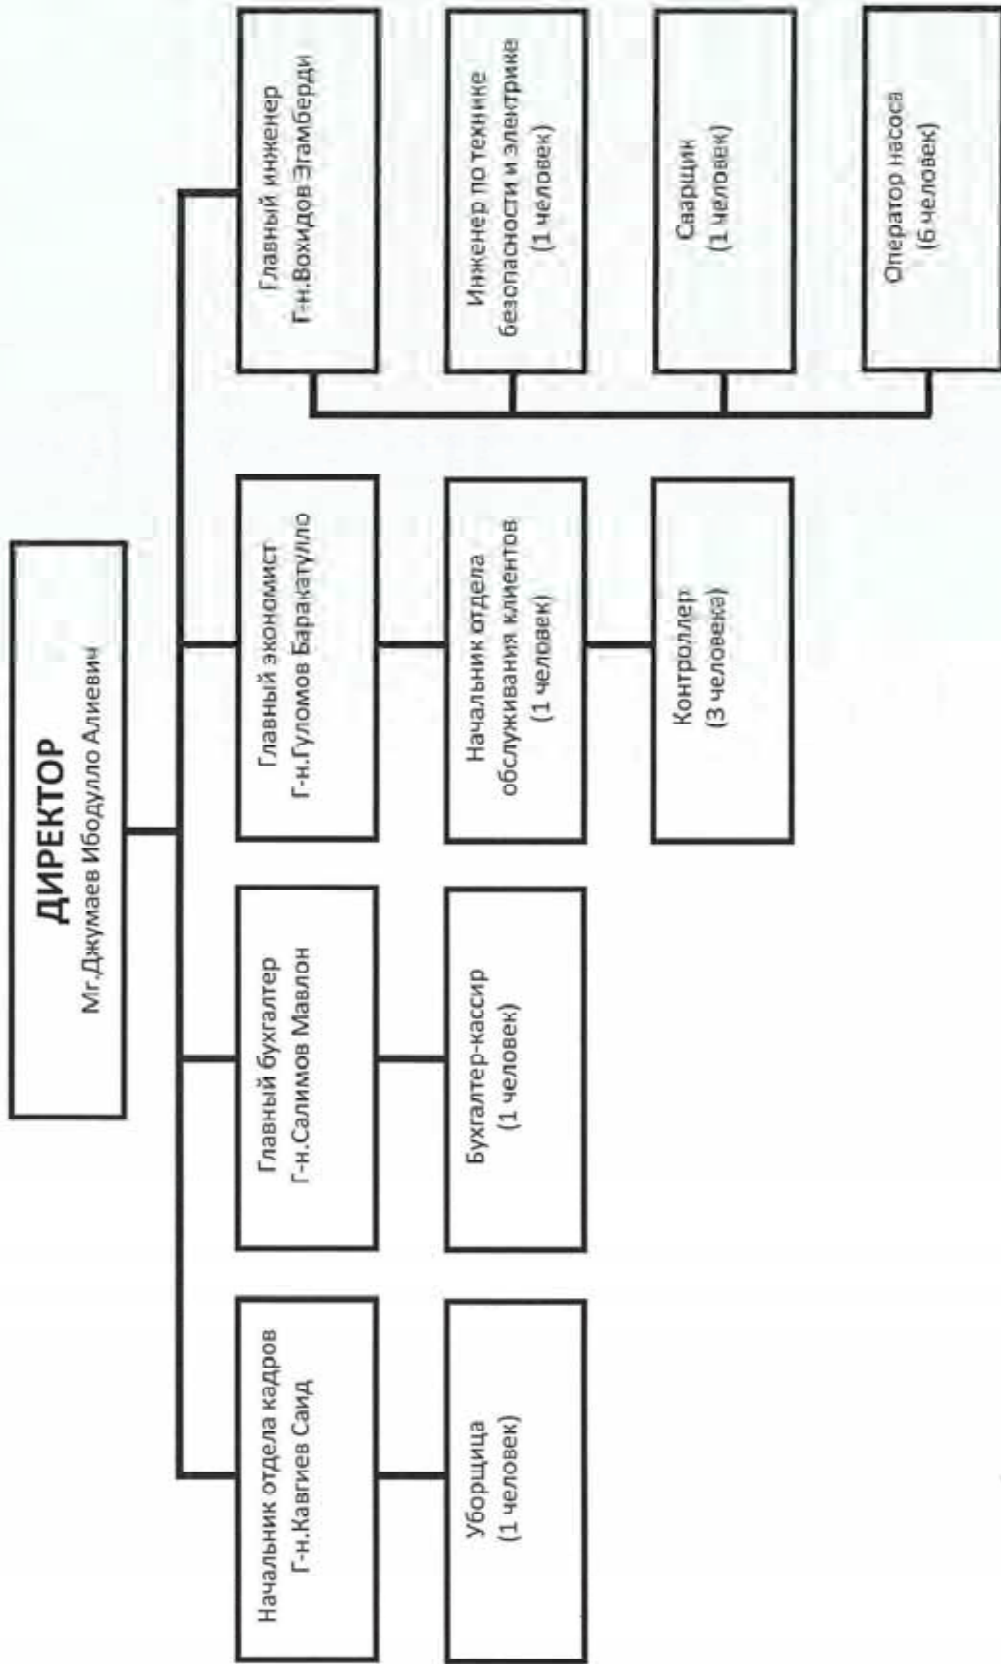 ДИРЕКТОР
Мг.Джумаев Ибодулло Алиевич
Начальник отдела кадров
Г-н.Кавгиев Саид
Главный бухгалтер
Г-н.Салимов Мавлон
Главный экономист
Г-н.Гуломов Баракатулло
Главный инженер
Г-н.Вохидов Эгамберди
Уборщица
(1 человек)
Бухгалтер-кассир
(1 человек)
Начальник отдела
обслуживания клиентов
(1 человек)
Инженер по технике
безопасности и электрике
(1 человек)
Контроллер
(3 человека)
Сварщик
(1 человек)
Оператор насоса
(6 человек)